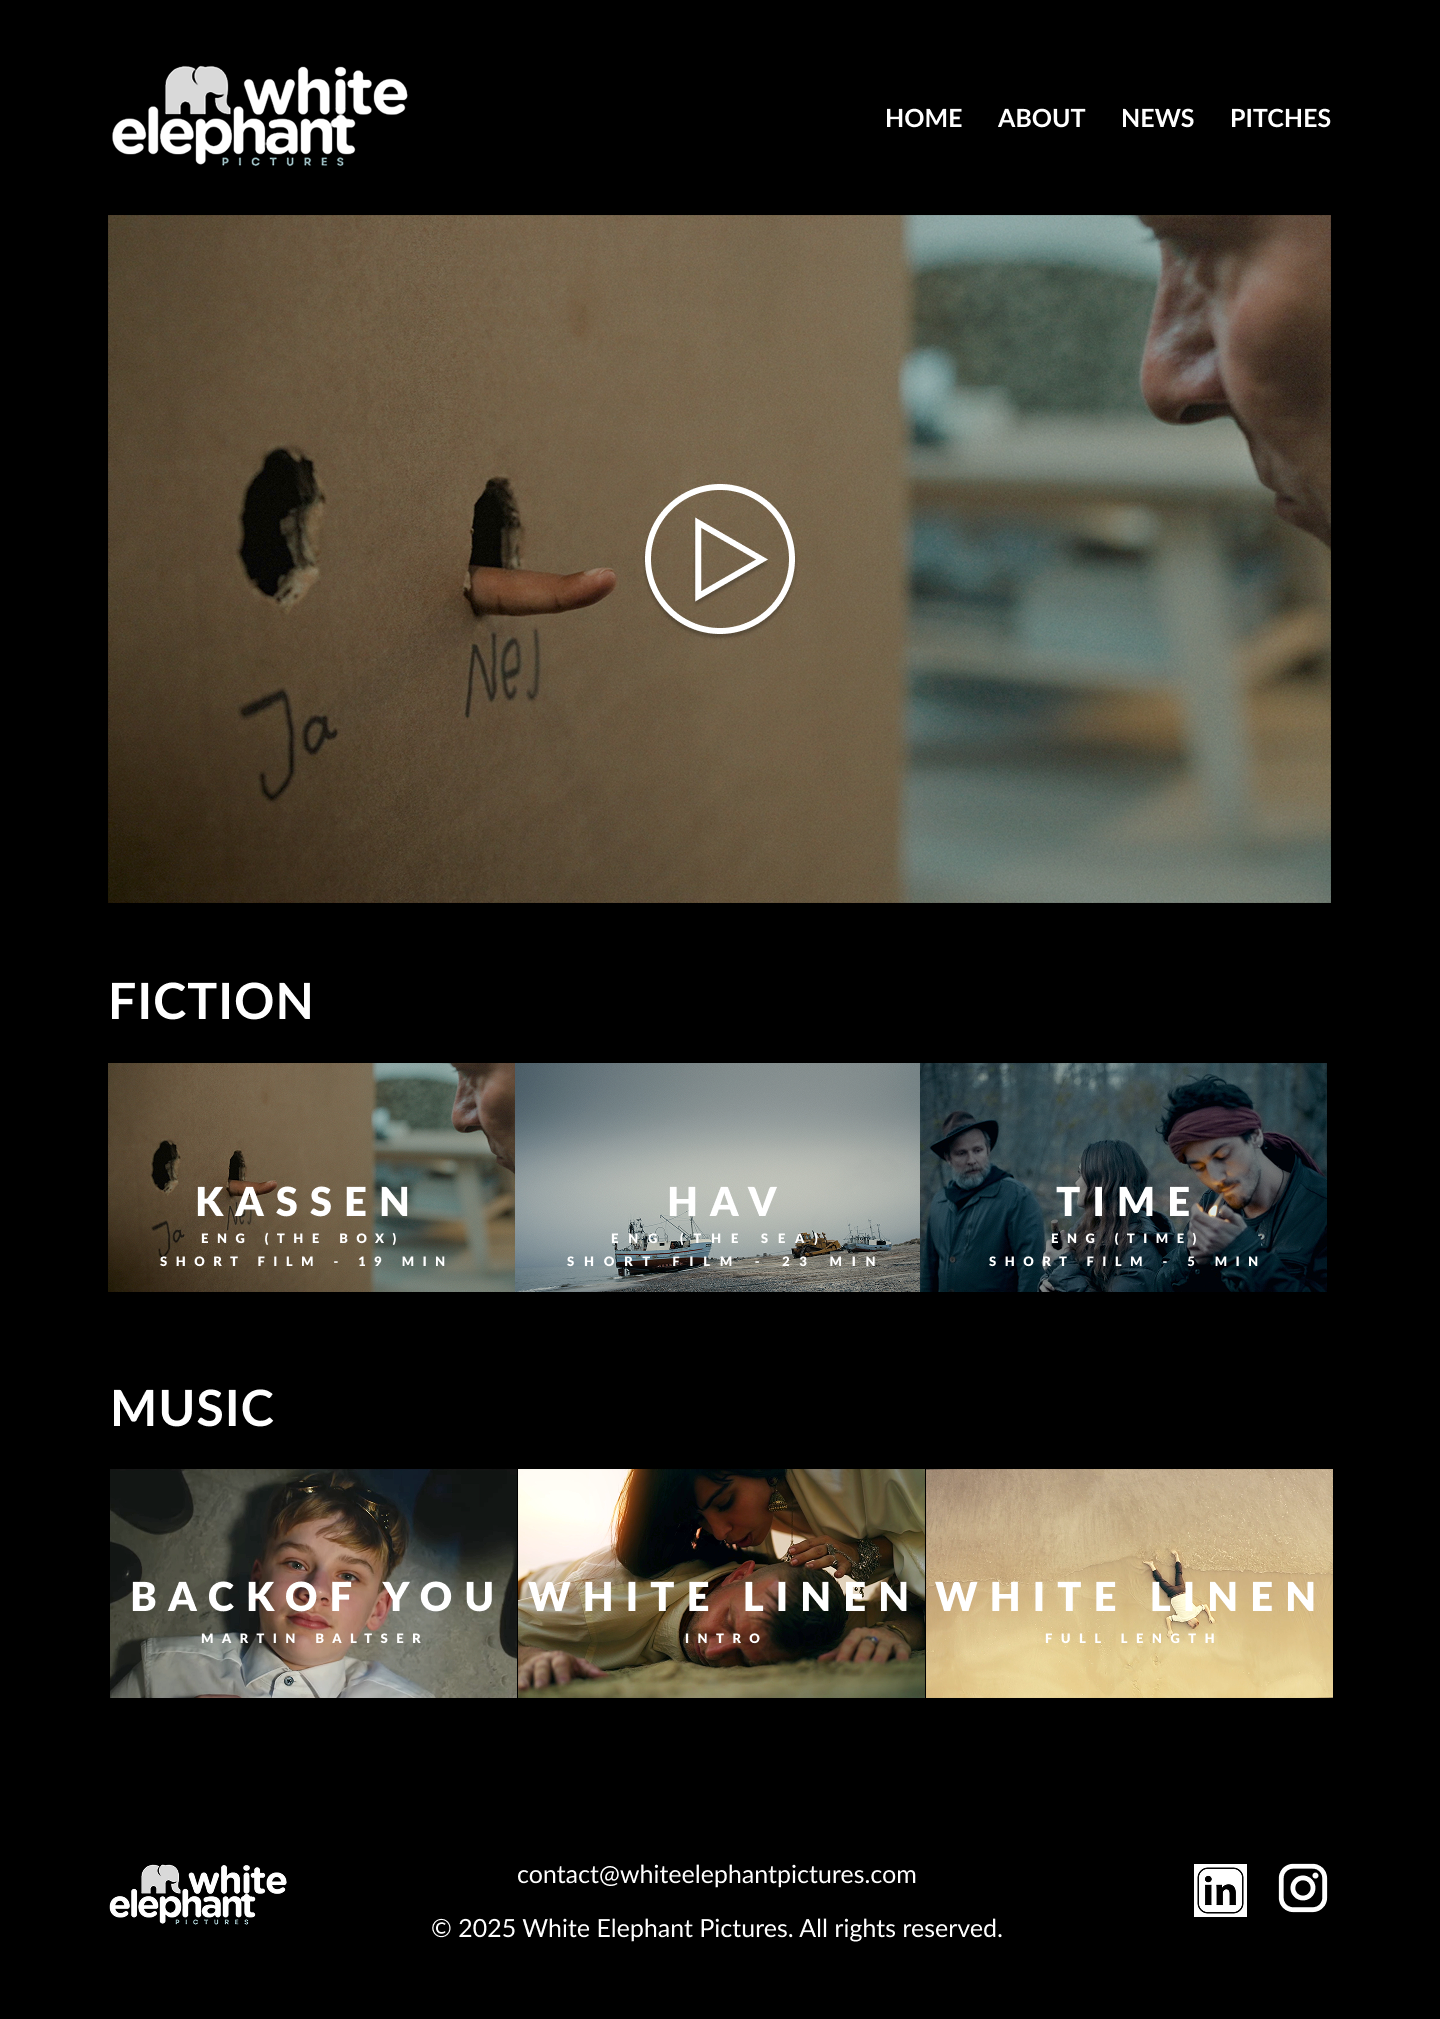 white
elephant
PICTURES
HOME ABOUT NEWS PITCHES
Ja
Nej
FICTION
Ja
Nej
KASSEN
ENG (THE BOX)
SHORT FILM - 19 MIN
HAV
ENG (THE SEA)
SHORT FILM - 23 MIN
TIME
ENG (TIME)
SHORT FILM - 5 MIN
MUSIC
BACKOF YOU
MARTIN BALTSER
WHITE LINEN
INTRO
WHITE LINEN
FULL LENGTH
white
elephant
PICTURES
contact@whiteelephantpictures.com
© 2025 White Elephant Pictures. All rights reserved.
in